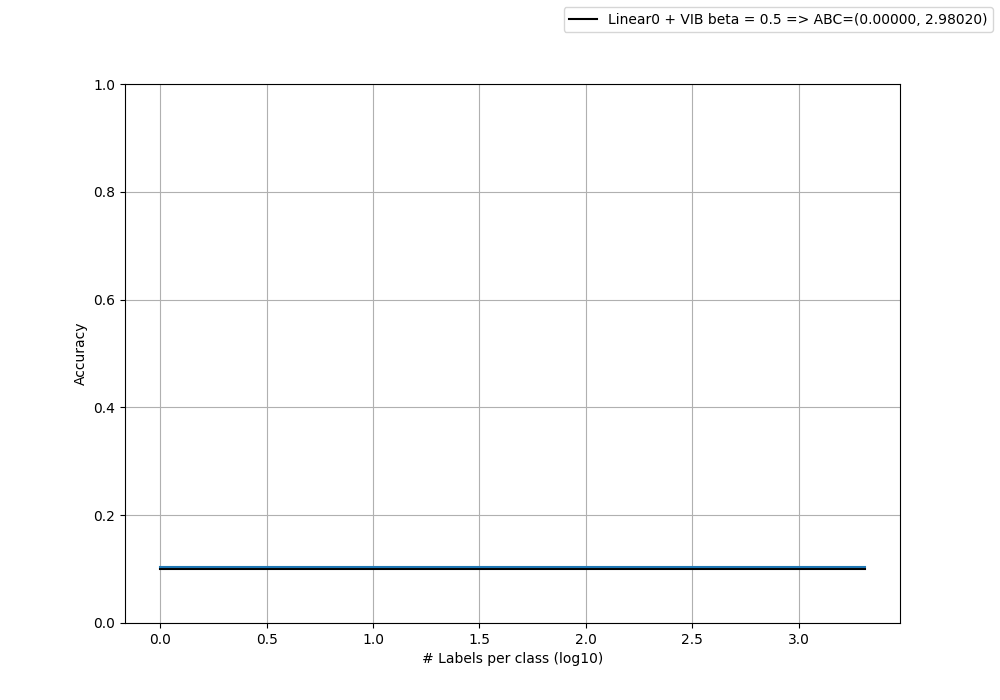 Linear0 + VIB beta = 0.5 => ABC=(0.00000, 2.98020)
1.0
0.8
0.6
0.4
0.2
0.0
Accuracy
0.0 0.5 1.0 1.5 2.0 2.5 3.0
# Labels per class (log10)